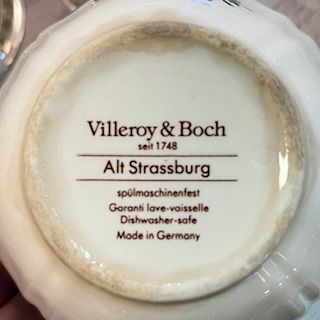 Villeroy & Boch
seit 1748
Alt Strassburg
spülmaschinenfest
Garanti lave-vaisselle
Dishwasher-safe
Made in Germany